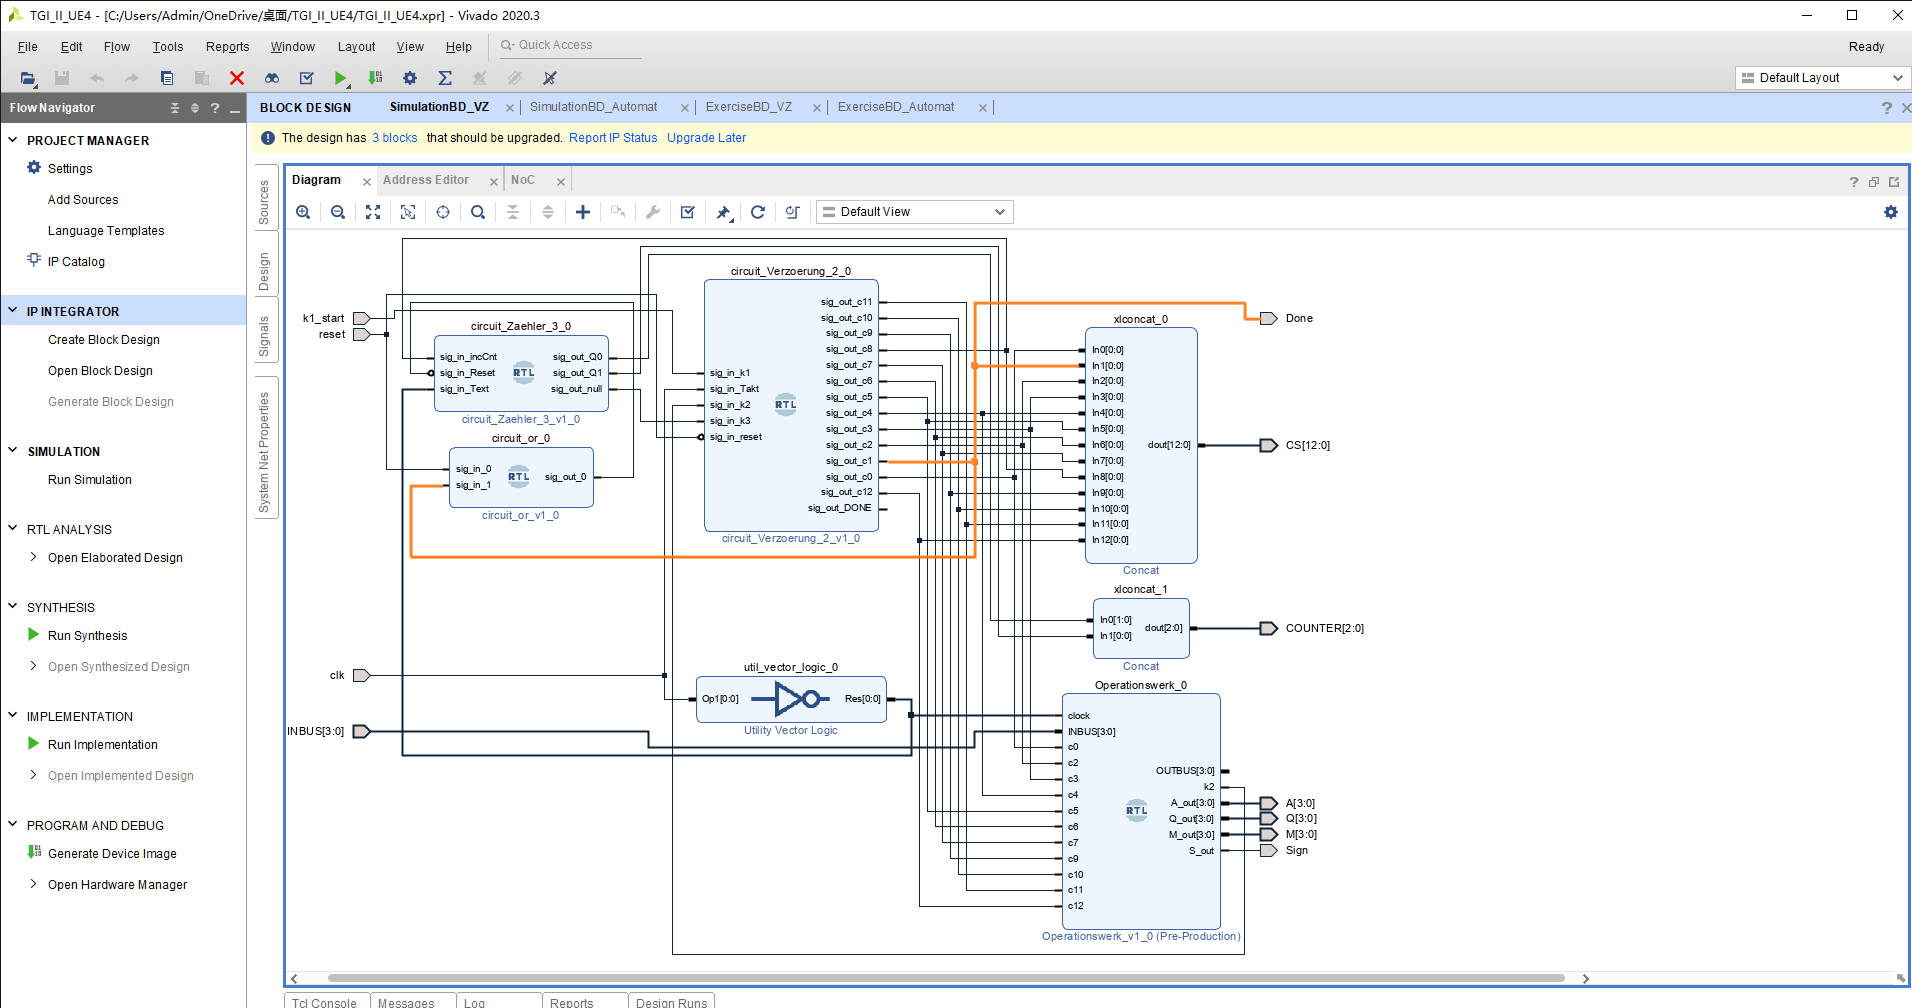 TGI_II_UE4 - [C:/Users/Admin/OneDrive/桌面/TGI_II_UE4/TGI_II_UE4.xpr] - Vivado 2020.3
File Edit Flow Tools Reports Window Layout View Help Quick Access Ready
Default Layout
Flow Navigator
PROJECT MANAGER
Settings
Add Sources
Language Templates
IP Catalog
IP INTEGRATOR
Create Block Design
Open Block Design
Generate Block Design
SIMULATION
Run Simulation
RTL ANALYSIS
Open Elaborated Design
SYNTHESIS
Run Synthesis
Open Synthesized Design
IMPLEMENTATION
Run Implementation
Open Implemented Design
PROGRAM AND DEBUG
Generate Device Image
Open Hardware Manager
BLOCK DESIGN SimulationBD_VZ SimulationBD_Automat ExerciseBD_VZ ExerciseBD_Automat
The design has 3 blocks that should be upgraded. Report IP Status Upgrade Later
Sources
Design
Signals
System Net Properties
Diagram Address Editor NoC
Default View
k1_start
reset
clk
INBUS[3:0]
circuit_Zaehler_3_0
sig_in_incCnt sig_out_Q0
sig_in_Reset RTL sig_out_Q1
sig_in_Text sig_out_null
circuit_Zaehler_3_v1_0
circuit_or_0
sig_in_0
RTL sig_out_0
sig_in_1
circuit_or_v1_0
circuit_Verzoerung_2_0
sig_out_c11
sig_out_c10
sig_out_c9
sig_out_c8
sig_out_c7
sig_in_k1
sig_out_c6
sig_in_Takt
sig_out_c5
sig_in_k2 RTL
sig_out_c4
sig_in_k3
sig_out_c3
sig_in_reset
sig_out_c2
sig_out_c1
sig_out_c0
sig_out_c12
sig_out_DONE
circuit_Verzoerung_2_v1_0
util_vector_logic_0
Op1[0:0] Res[0:0]
Utility Vector Logic
xlconcat_0
In0[0:0]
In1[0:0]
In2[0:0]
In3[0:0]
In4[0:0]
In5[0:0]
In6[0:0] dout[12:0]
In7[0:0]
In8[0:0]
In9[0:0]
In10[0:0]
In11[0:0]
In12[0:0]
Concat
xlconcat_1
In0[1:0]
dout[2:0]
In1[0:0]
Concat
Operationswerk_0
clock
INBUS[3:0]
c0
c2
c3
c4
c5
c6
c7
c9
c10
c11
c12
RTL
OUTBUS[3:0]
k2
A_out[3:0]
Q_out[3:0]
M_out[3:0]
S_out
Operationswerk_v1_0 (Pre-Production)
Done
CS[12:0]
COUNTER[2:0]
A[3:0]
Q[3:0]
M[3:0]
Sign
Tcl Console Messages Log Reports Design Runs